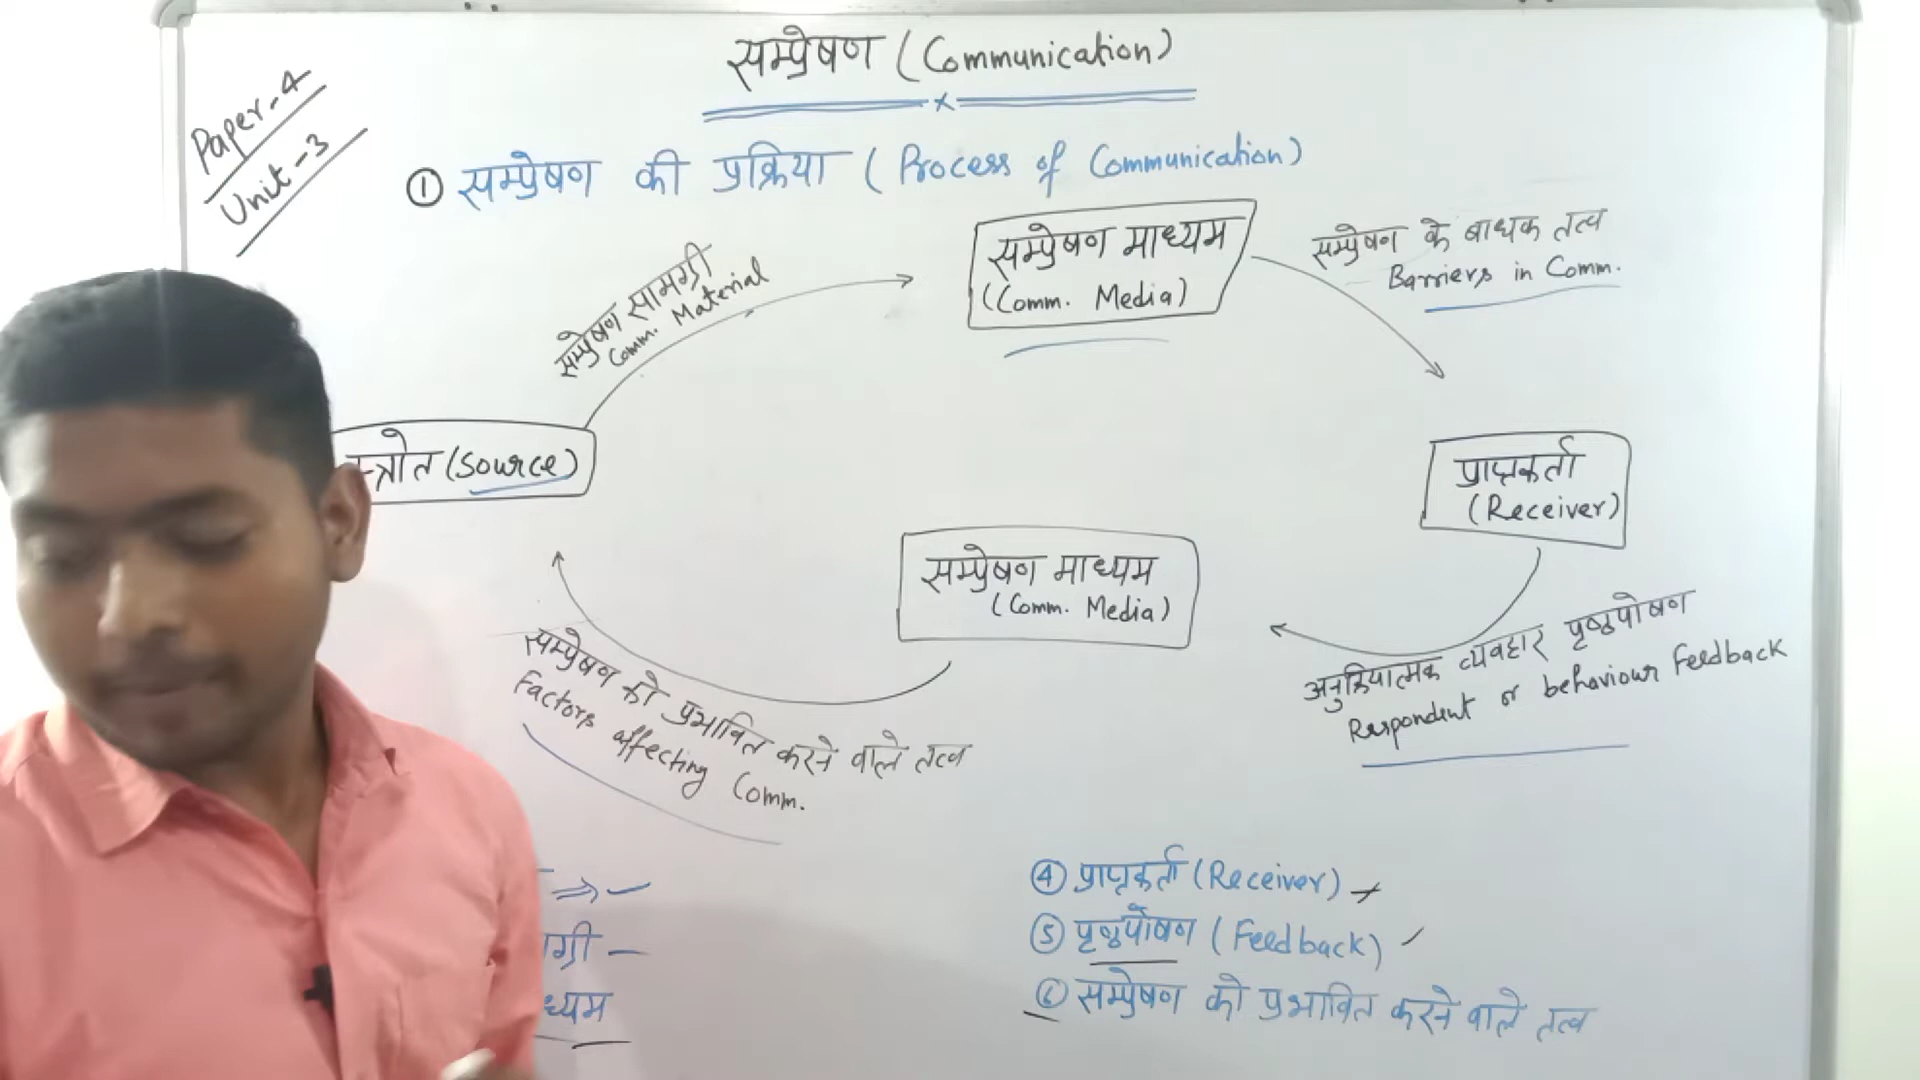 सम्प्रेषण (Communication)
Paper-4
Unit-3
① सम्प्रेषण की प्रक्रिया (Process of Communication)
सम्प्रेषण सामग्री
Comm. Material
सम्प्रेषण माध्यम
(Comm. Media)
सम्प्रेषण के बाधक तत्व
Barriers in Comm.
स्त्रोत (Source)
प्राप्तकर्ता
(Receiver)
सम्प्रेषण माध्यम
(Comm. Media)
अनुक्रियात्मक व्यवहार पृष्ठपोषण
Respondent or behaviour Feedback
सम्प्रेषण को प्रभावित करने वाले तत्व
Factors affecting Comm.
④ प्राप्तकर्ता (Receiver)
⑤ पृष्ठपोषण (Feedback)
⑥ सम्प्रेषण को प्रभावित करने वाले तत्व